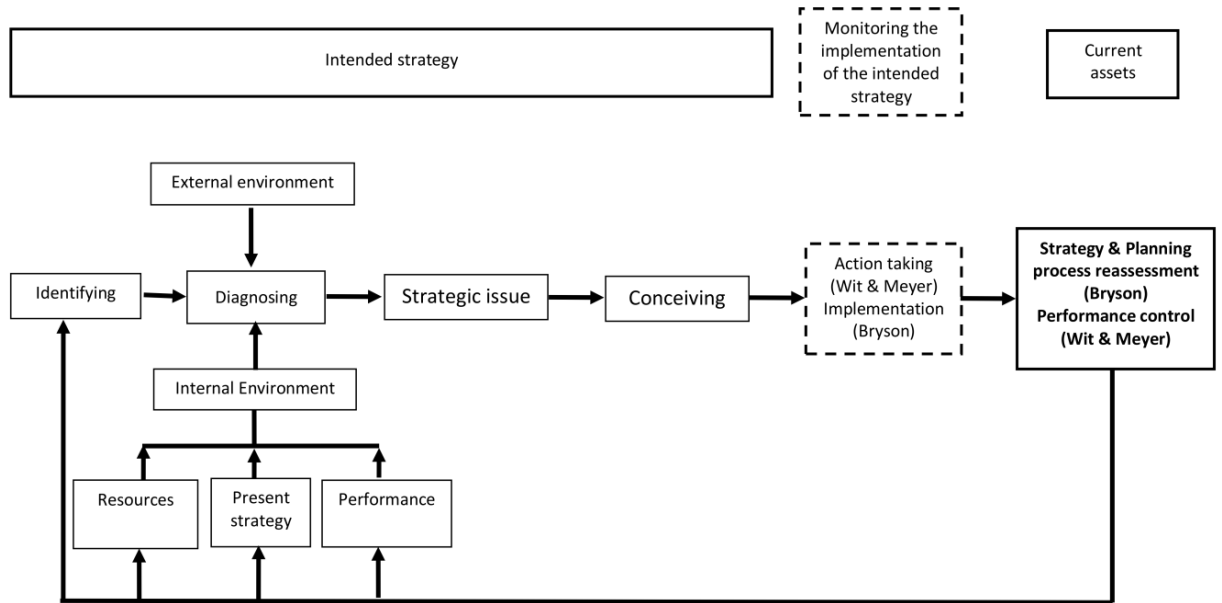 Intended strategy
Monitoring the
implementation
of the intended
strategy
Current
assets
External environment
Identifying
Diagnosing
Strategic issue
Conceiving
Action taking
(Wit & Meyer)
Implementation
(Bryson)
Strategy & Planning
process reassessment
(Bryson)
Performance control
(Wit & Meyer)
Internal Environment
Resources
Present
strategy
Performance